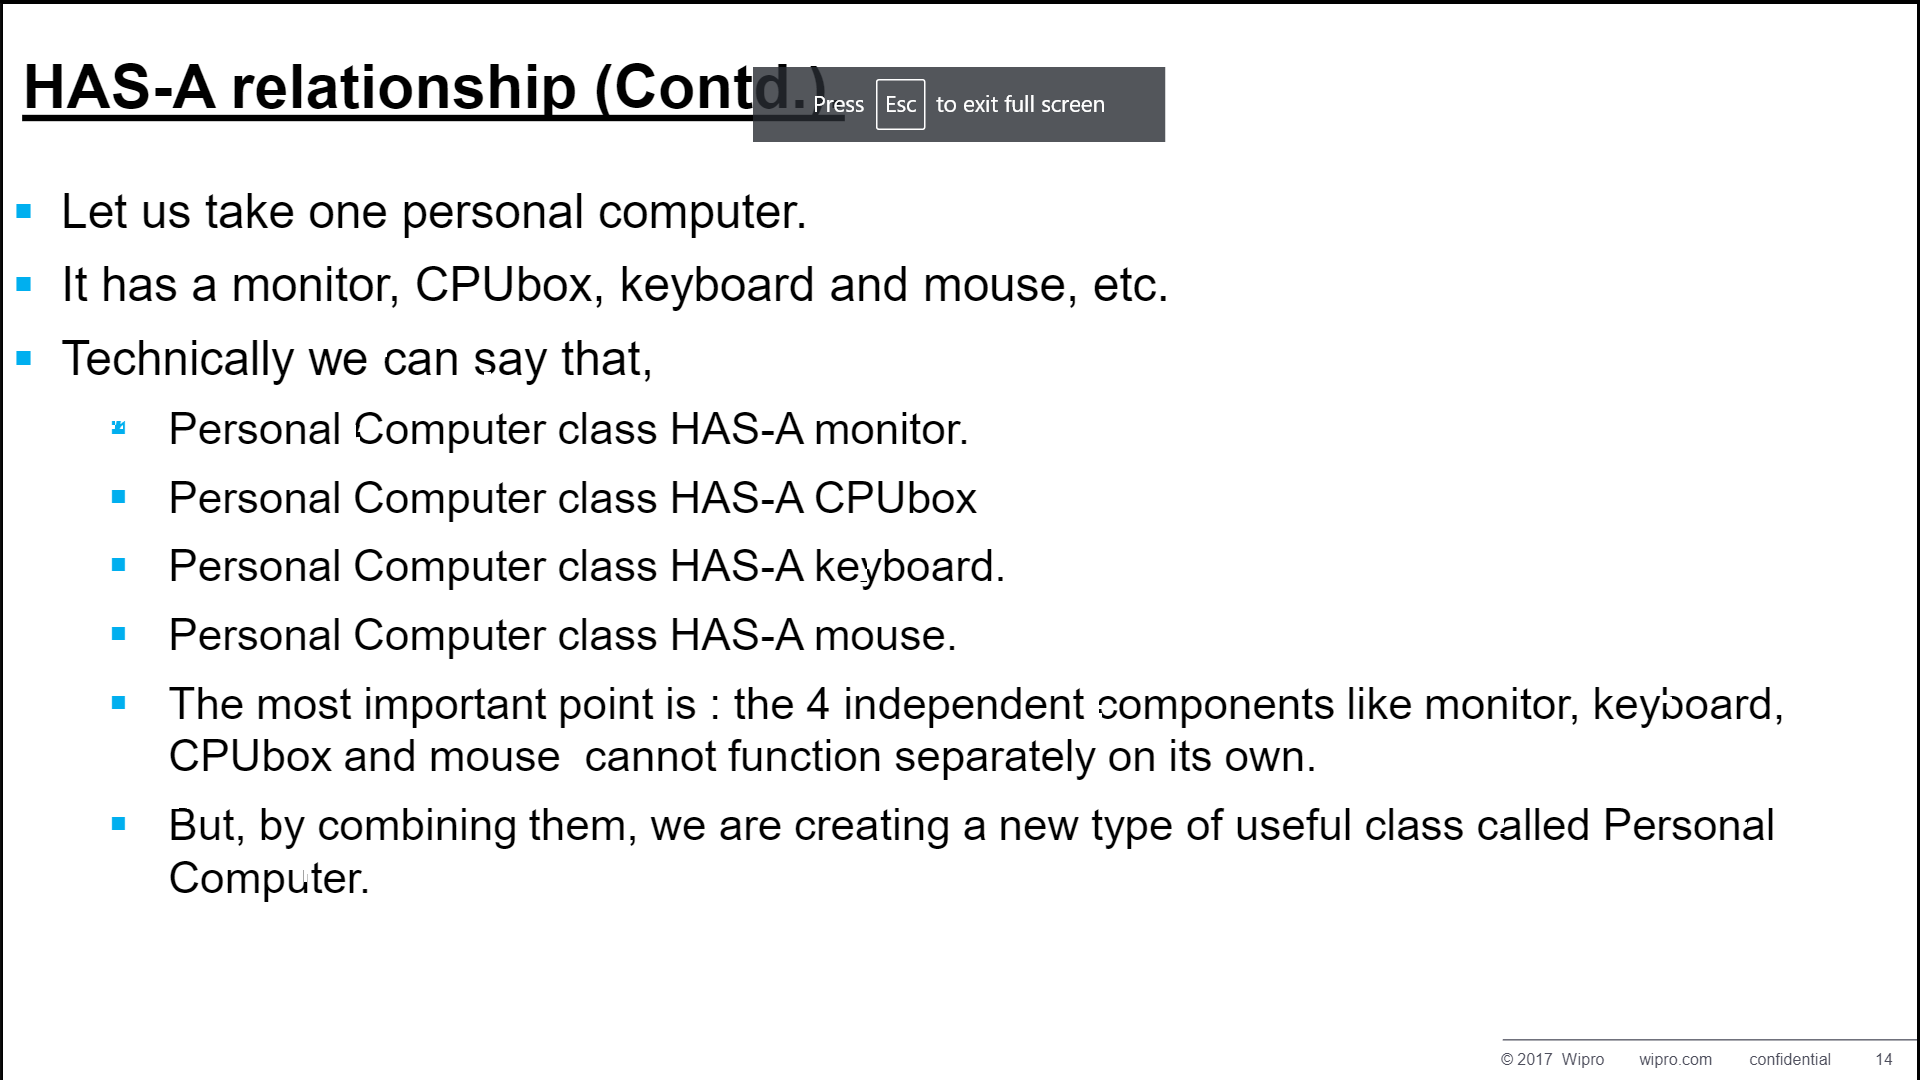 HAS-A relationship (Contd.)
Press Esc to exit full screen
Let us take one personal computer.
It has a monitor, CPUbox, keyboard and mouse, etc.
Technically we can say that,
Personal Computer class HAS-A monitor.
Personal Computer class HAS-A CPUbox
Personal Computer class HAS-A keyboard.
Personal Computer class HAS-A mouse.
The most important point is : the 4 independent components like monitor, keyboard,
CPUbox and mouse  cannot function separately on its own.
But, by combining them, we are creating a new type of useful class called Personal
Computer.
© 2017 Wipro wipro.com confidential 14